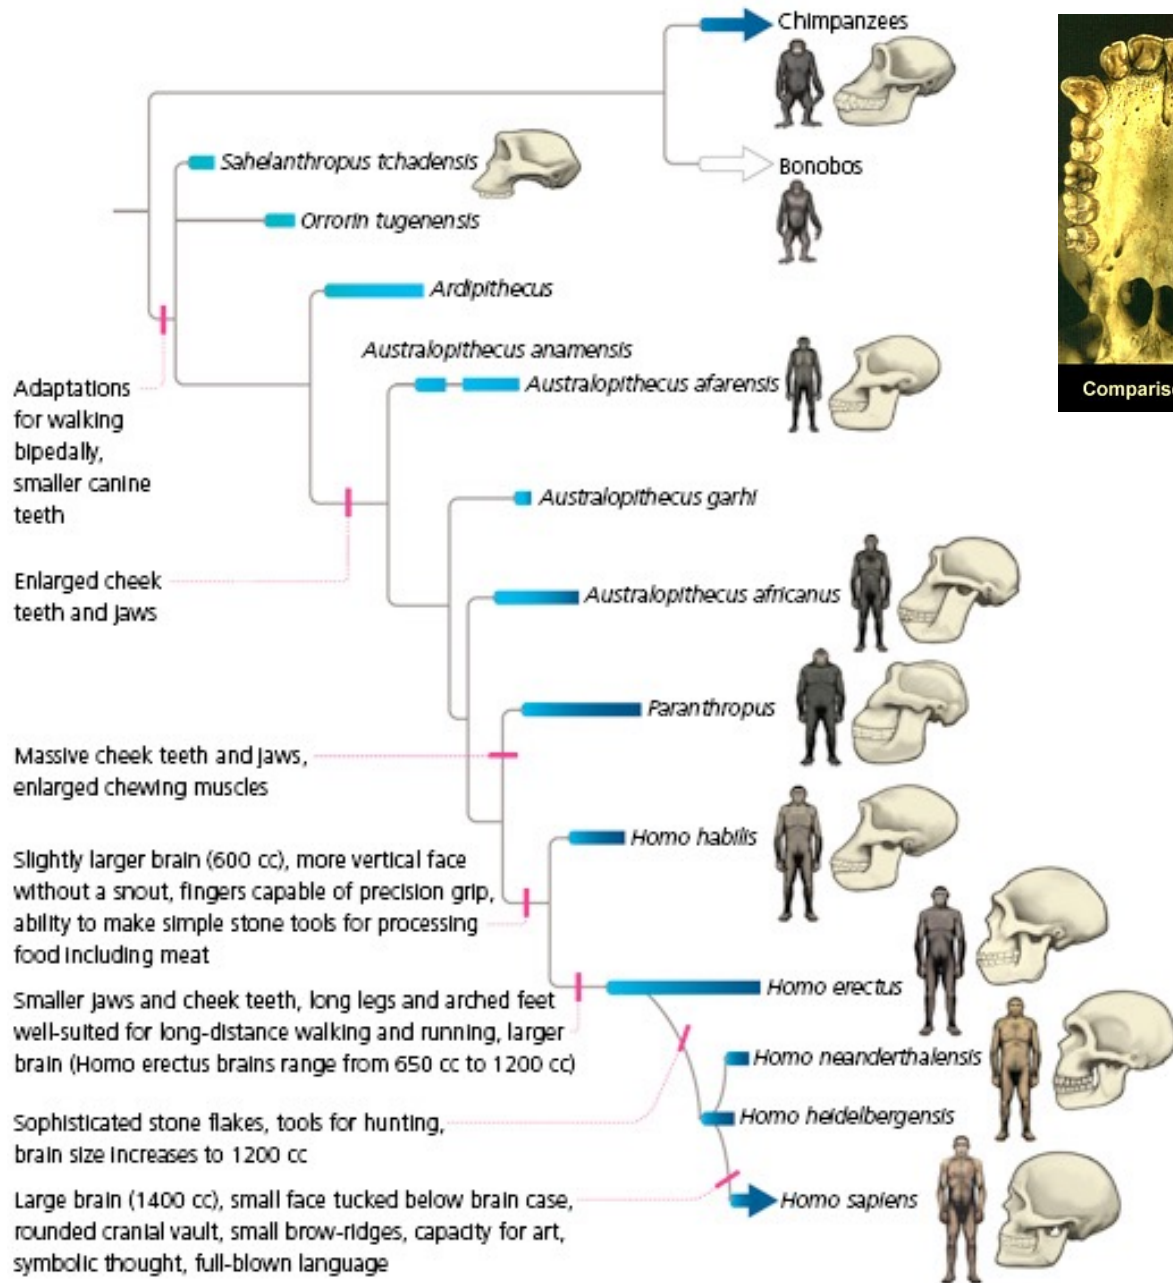 Chimpanzees
Bonobos
Sahelanthropus tchadensis
Orrorin tugenensis
Ardipithecus
Australopithecus anamensis
Australopithecus afarensis
Adaptations
for walking
bipedally,
smaller canine
teeth
Australopithecus garhi
Enlarged cheek
teeth and jaws
Australopithecus africanus
Paranthropus
Massive cheek teeth and jaws,
enlarged chewing muscles
Homo habilis
Slightly larger brain (600 cc), more vertical face
without a snout, fingers capable of precision grip,
ability to make simple stone tools for processing
food including meat
Homo erectus
Smaller jaws and cheek teeth, long legs and arched feet
well-suited for long-distance walking and running, larger
brain (Homo erectus brains range from 650 cc to 1200 cc)
Homo neanderthalensis
Homo heidelbergensis
Sophisticated stone flakes, tools for hunting,
brain size increases to 1200 cc
Homo sapiens
Large brain (1400 cc), small face tucked below brain case,
rounded cranial vault, small brow-ridges, capacity for art,
symbolic thought, full-blown language